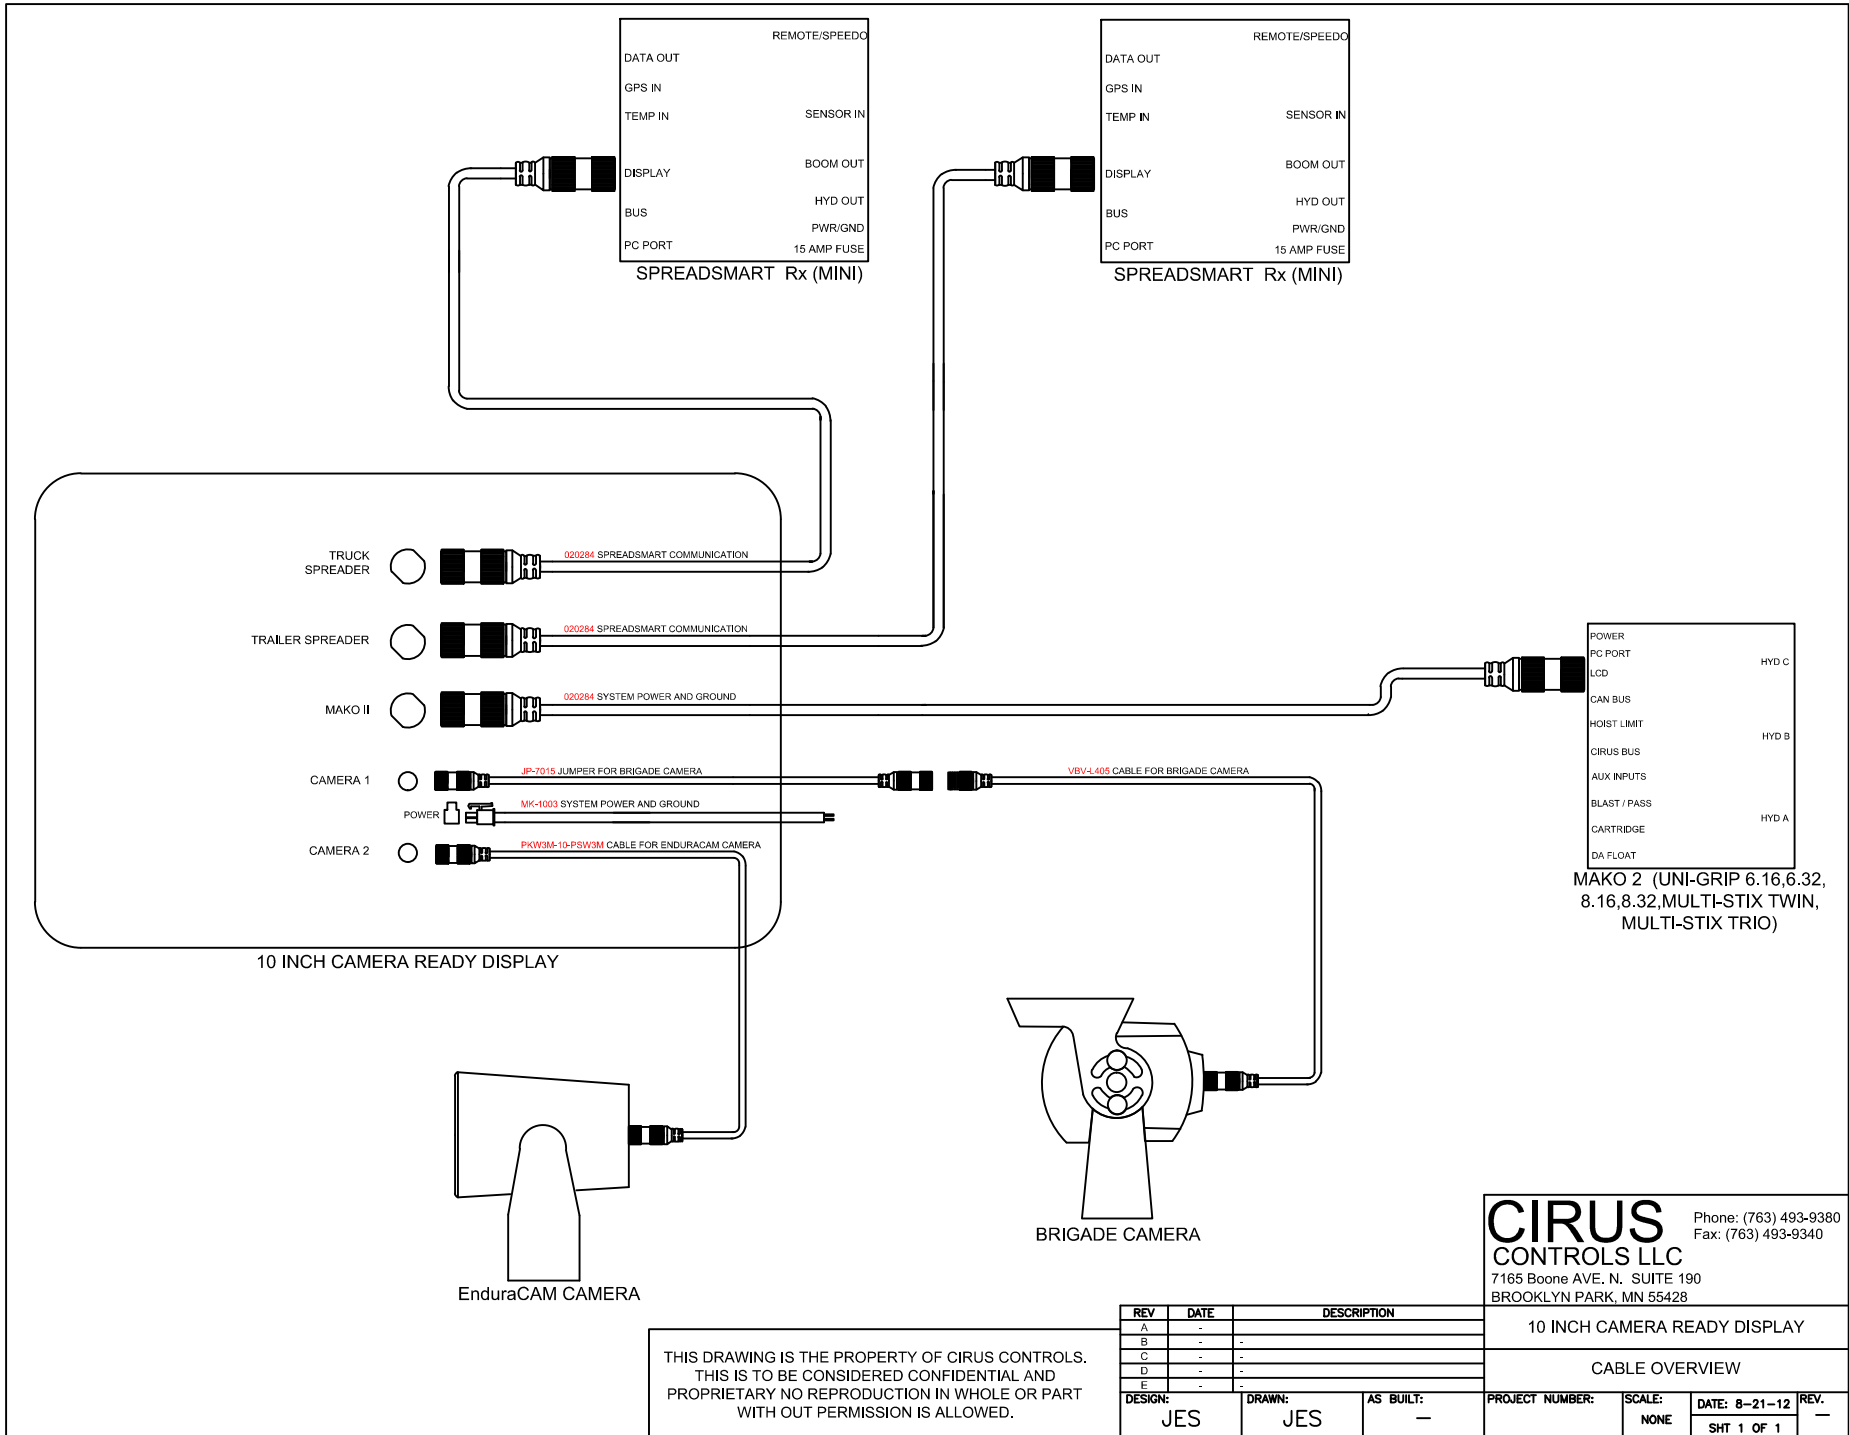 REMOTE/SPEEDO
DATA OUT
GPS IN
TEMP IN
SENSOR IN
BOOM OUT
DISPLAY
HYD OUT
BUS
PWR/GND
PC PORT
15 AMP FUSE
SPREADSMART Rx (MINI)
REMOTE/SPEEDO
DATA OUT
GPS IN
TEMP IN
SENSOR IN
BOOM OUT
DISPLAY
HYD OUT
BUS
PWR/GND
PC PORT
15 AMP FUSE
SPREADSMART Rx (MINI)
TRUCK
SPREADER
020284 SPREADSMART COMMUNICATION
TRAILER SPREADER
020284 SPREADSMART COMMUNICATION
MAKO II
020284 SYSTEM POWER AND GROUND
CAMERA 1
JP-7015 JUMPER FOR BRIGADE CAMERA
VBV-L405 CABLE FOR BRIGADE CAMERA
POWER
MK-1003 SYSTEM POWER AND GROUND
CAMERA 2
PKW3M-10-PSW3M CABLE FOR ENDURACAM CAMERA
10 INCH CAMERA READY DISPLAY
POWER
PC PORT
HYD C
LCD
CAN BUS
HOIST LIMIT
HYD B
CIRUS BUS
AUX INPUTS
BLAST / PASS
HYD A
CARTRIDGE
DA FLOAT
MAKO 2 (UNI-GRIP 6.16,6.32,
8.16,8.32,MULTI-STIX TWIN,
MULTI-STIX TRIO)
BRIGADE CAMERA
EnduraCAM CAMERA
THIS DRAWING IS THE PROPERTY OF CIRUS CONTROLS.
THIS IS TO BE CONSIDERED CONFIDENTIAL AND
PROPRIETARY NO REPRODUCTION IN WHOLE OR PART
WITH OUT PERMISSION IS ALLOWED.
CIRUS
CONTROLS LLC
Phone: (763) 493-9380
Fax: (763) 493-9340
7165 Boone AVE. N. SUITE 190
BROOKLYN PARK, MN 55428
10 INCH CAMERA READY DISPLAY
CABLE OVERVIEW
REV DATE DESCRIPTION
A -
B - -
C - -
D - -
E - -
DESIGN: JES
DRAWN: JES
AS BUILT: —
PROJECT NUMBER:
SCALE: NONE
DATE: 8-21-12
SHT 1 OF 1
REV. —